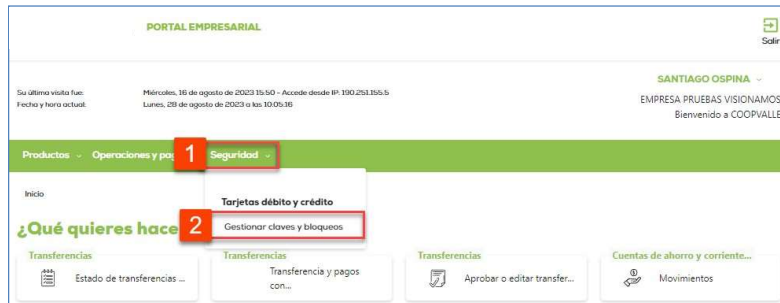 PORTAL EMPRESARIAL
Salir
SANTIAGO OSPINA
Su última visita fue: Miércoles, 16 de agosto de 2023 15:50 - Accede desde IP: 190.251.155.5
Fecha y hora actual: Lunes, 28 de agosto de 2023 a las 10:05:16
EMPRESA PRUEBAS VISIONAMOS
Bienvenido a COOPVALLE
Productos Operaciones y pag 1 Seguridad
Inicio
Tarjetas débito y crédito
¿Qué quieres hace 2 Gestionar claves y bloqueos
Transferencias Transferencias Transferencias Cuentas de ahorro y corriente...
Estado de transferencias ... Transferencia y pagos con... Aprobar o editar transfer... Movimientos